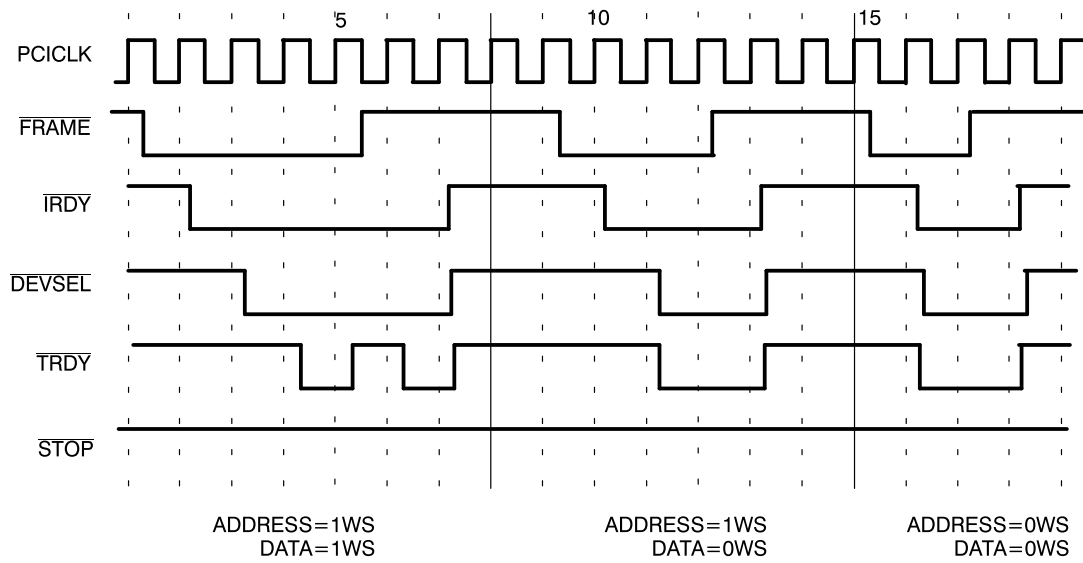 5
10
15
PCICLK
FRAME
IRDY
DEVSEL
TRDY
STOP
ADDRESS=1WS
DATA=1WS
ADDRESS=1WS
DATA=0WS
ADDRESS=0WS
DATA=0WS